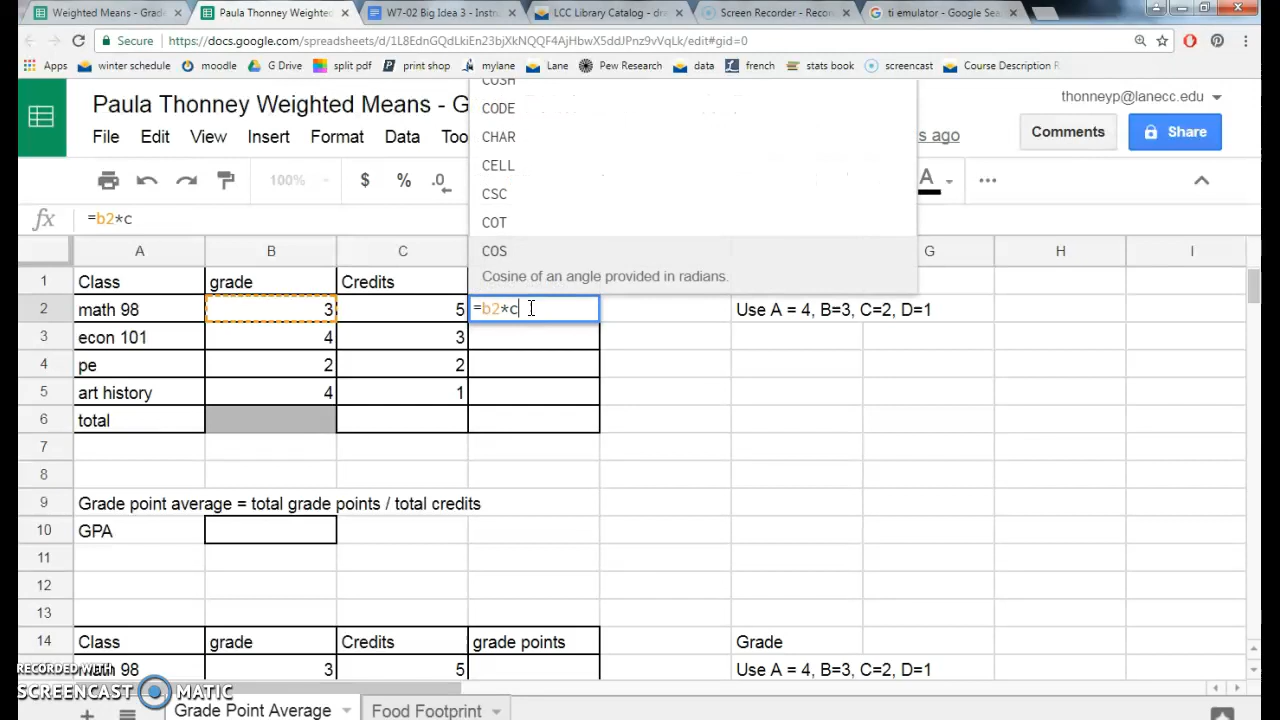 Weighted Means - Grade
Paula Thonney Weighted
W7-02 Big Idea 3 - Instr
LCC Library Catalog - dra
Screen Recorder - Reco
ti emulator - Google Sea
Secure
https://docs.google.com/spreadsheets/d/1L8EdnGQdLkiEn23bjXkNQQF4AjHbwX5ddJPnz9vVqLk/edit#gid=0
Apps winter schedule moodle G Drive split pdf print shop mylane Lane Pew Research data french stats book screencast Course Description R
Paula Thonney Weighted Means - G
thonneyp@lanecc.edu
File Edit View Insert Format Data Too
s ago
Comments
Share
100% $ % .0 A
fx =b2*c
COSH
CODE
CHAR
CELL
CSC
COT
COS
Cosine of an angle provided in radians.
A B C G H I
1 Class grade Credits
2 math 98 3 5 =b2*c Use A = 4, B=3, C=2, D=1
3 econ 101 4 3
4 pe 2 2
5 art history 4 1
6 total
7
8
9 Grade point average = total grade points / total credits
10 GPA
11
12
13
14 Class grade Credits grade points Grade
math 98 3 5 Use A = 4, B=3, C=2, D=1
RECORDED WITH
SCREENCAST MATIC
Grade Point Average
Food Footprint